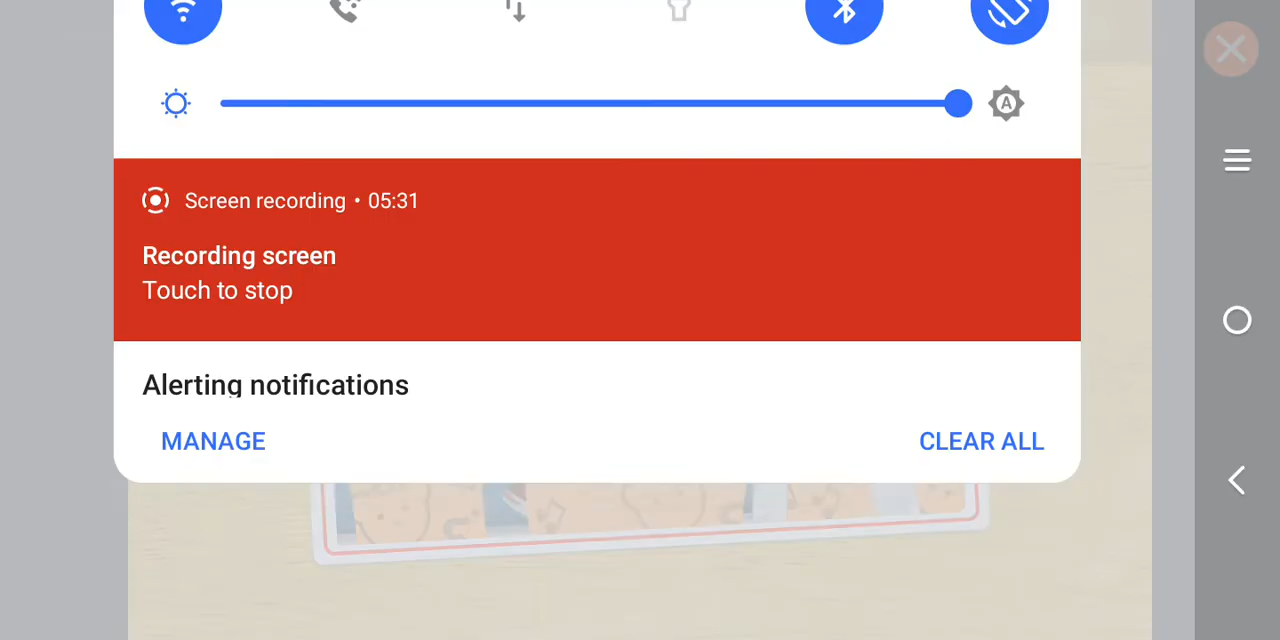 A
Screen recording • 05:31
Recording screen
Touch to stop
Alerting notifications
MANAGE
CLEAR ALL